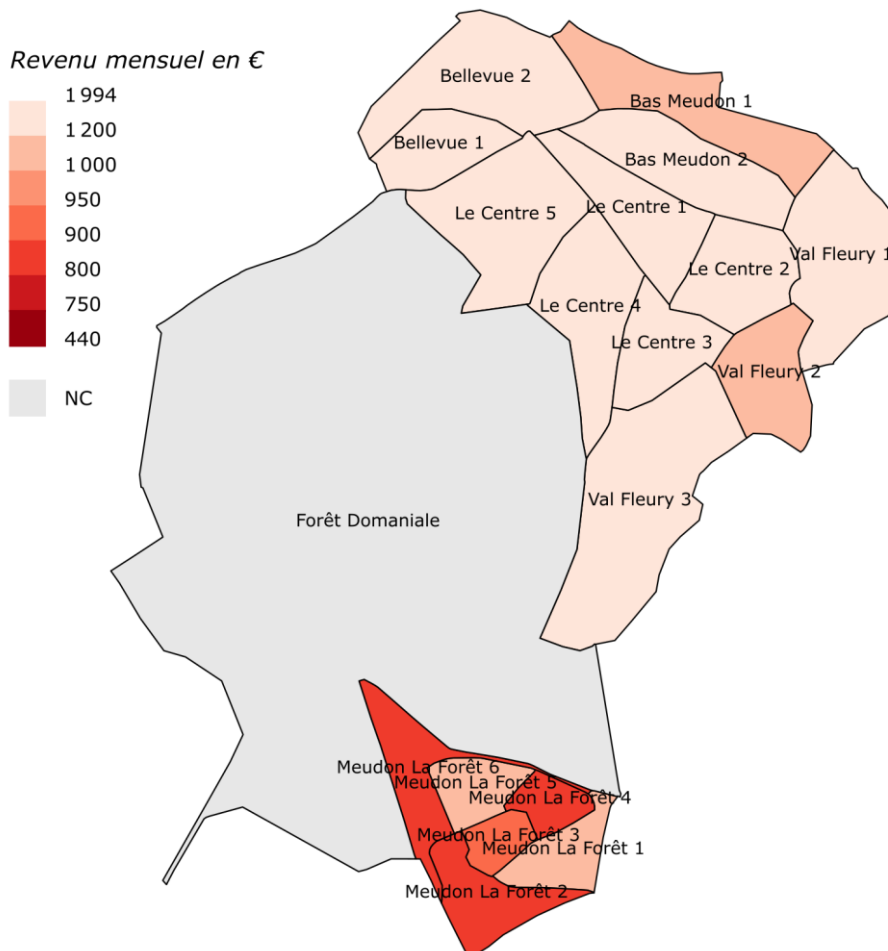 Revenu mensuel en €
1 994
1 200
1 000
950
900
800
750
440
NC
Bellevue 2
Bas Meudon 1
Bellevue 1
Bas Meudon 2
Le Centre 5
Le Centre 1
Val Fleury 1
Le Centre 2
Le Centre 4
Le Centre 3
Val Fleury 2
Val Fleury 3
Forêt Domaniale
Meudon La Forêt 6
Meudon La Forêt 5
Meudon La Forêt 4
Meudon La Forêt 3
Meudon La Forêt 1
Meudon La Forêt 2